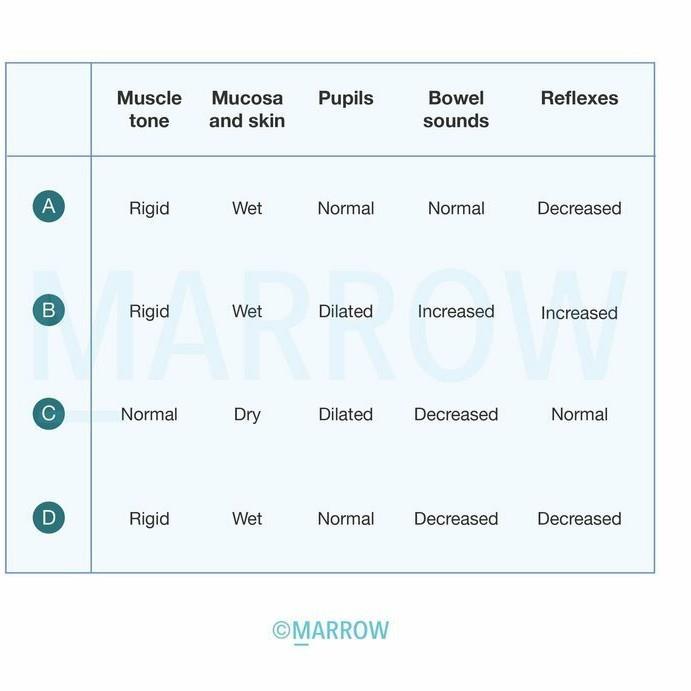 Muscle tone Mucosa and skin Pupils Bowel sounds Reflexes
A Rigid Wet Normal Normal Decreased
B Rigid Wet Dilated Increased Increased
C Normal Dry Dilated Decreased Normal
D Rigid Wet Normal Decreased Decreased
MARROW
©MARROW